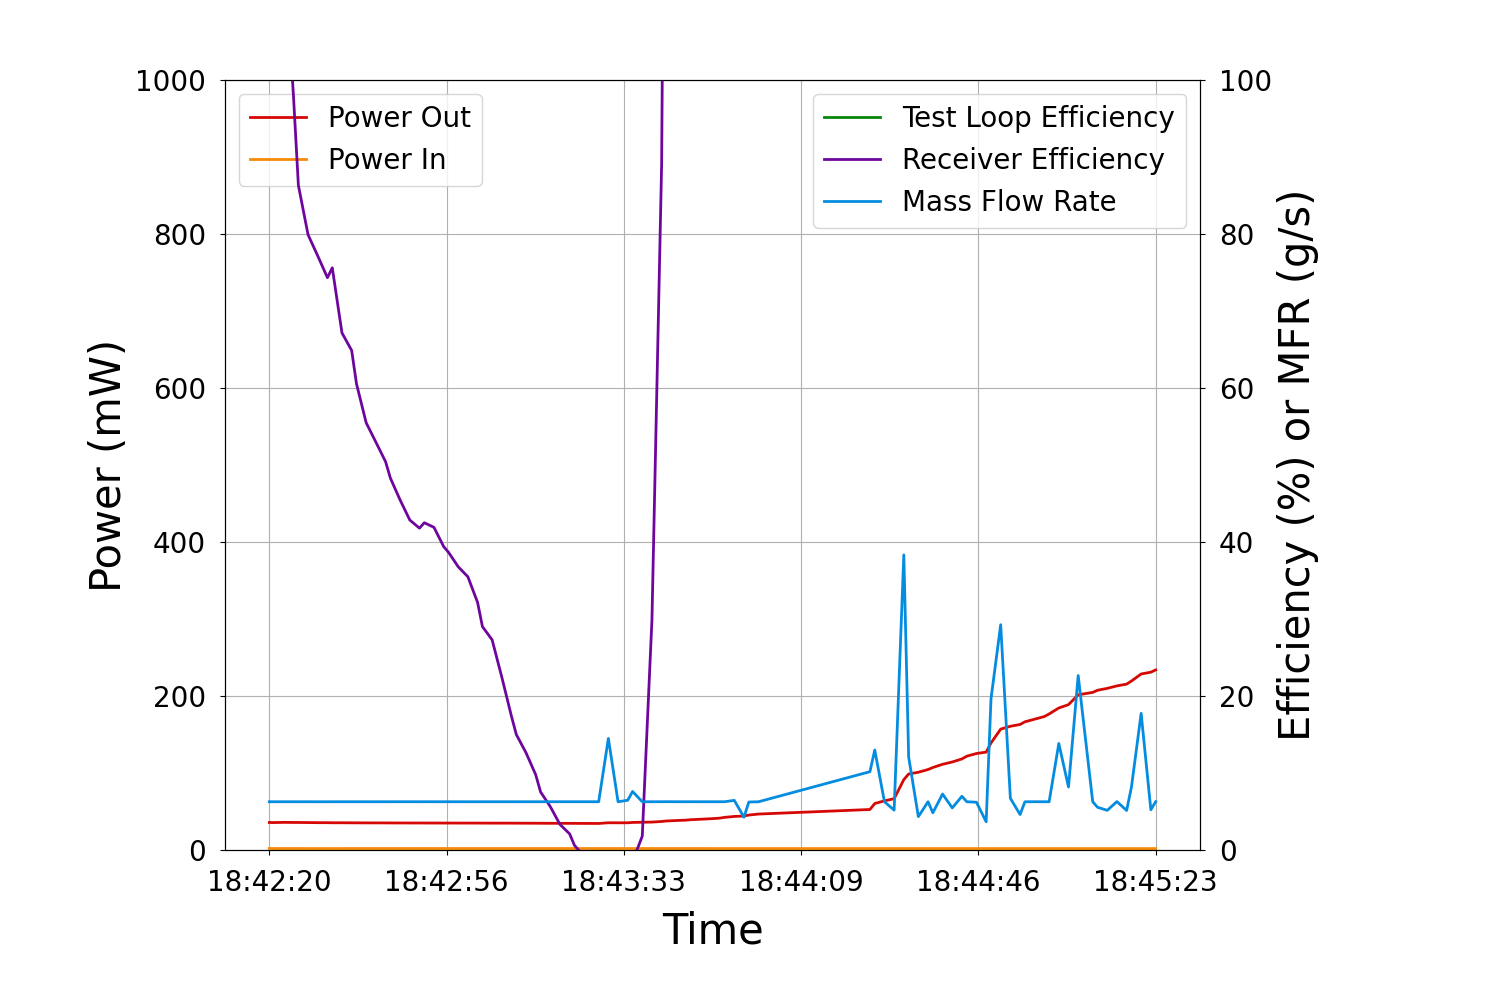 1000
800
600
400
200
0
Power (mW)
Power Out
Power In
Test Loop Efficiency
Receiver Efficiency
Mass Flow Rate
100
80
60
40
20
0
Efficiency (%) or MFR (g/s)
18:42:20 18:42:56 18:43:33 18:44:09 18:44:46 18:45:23
Time